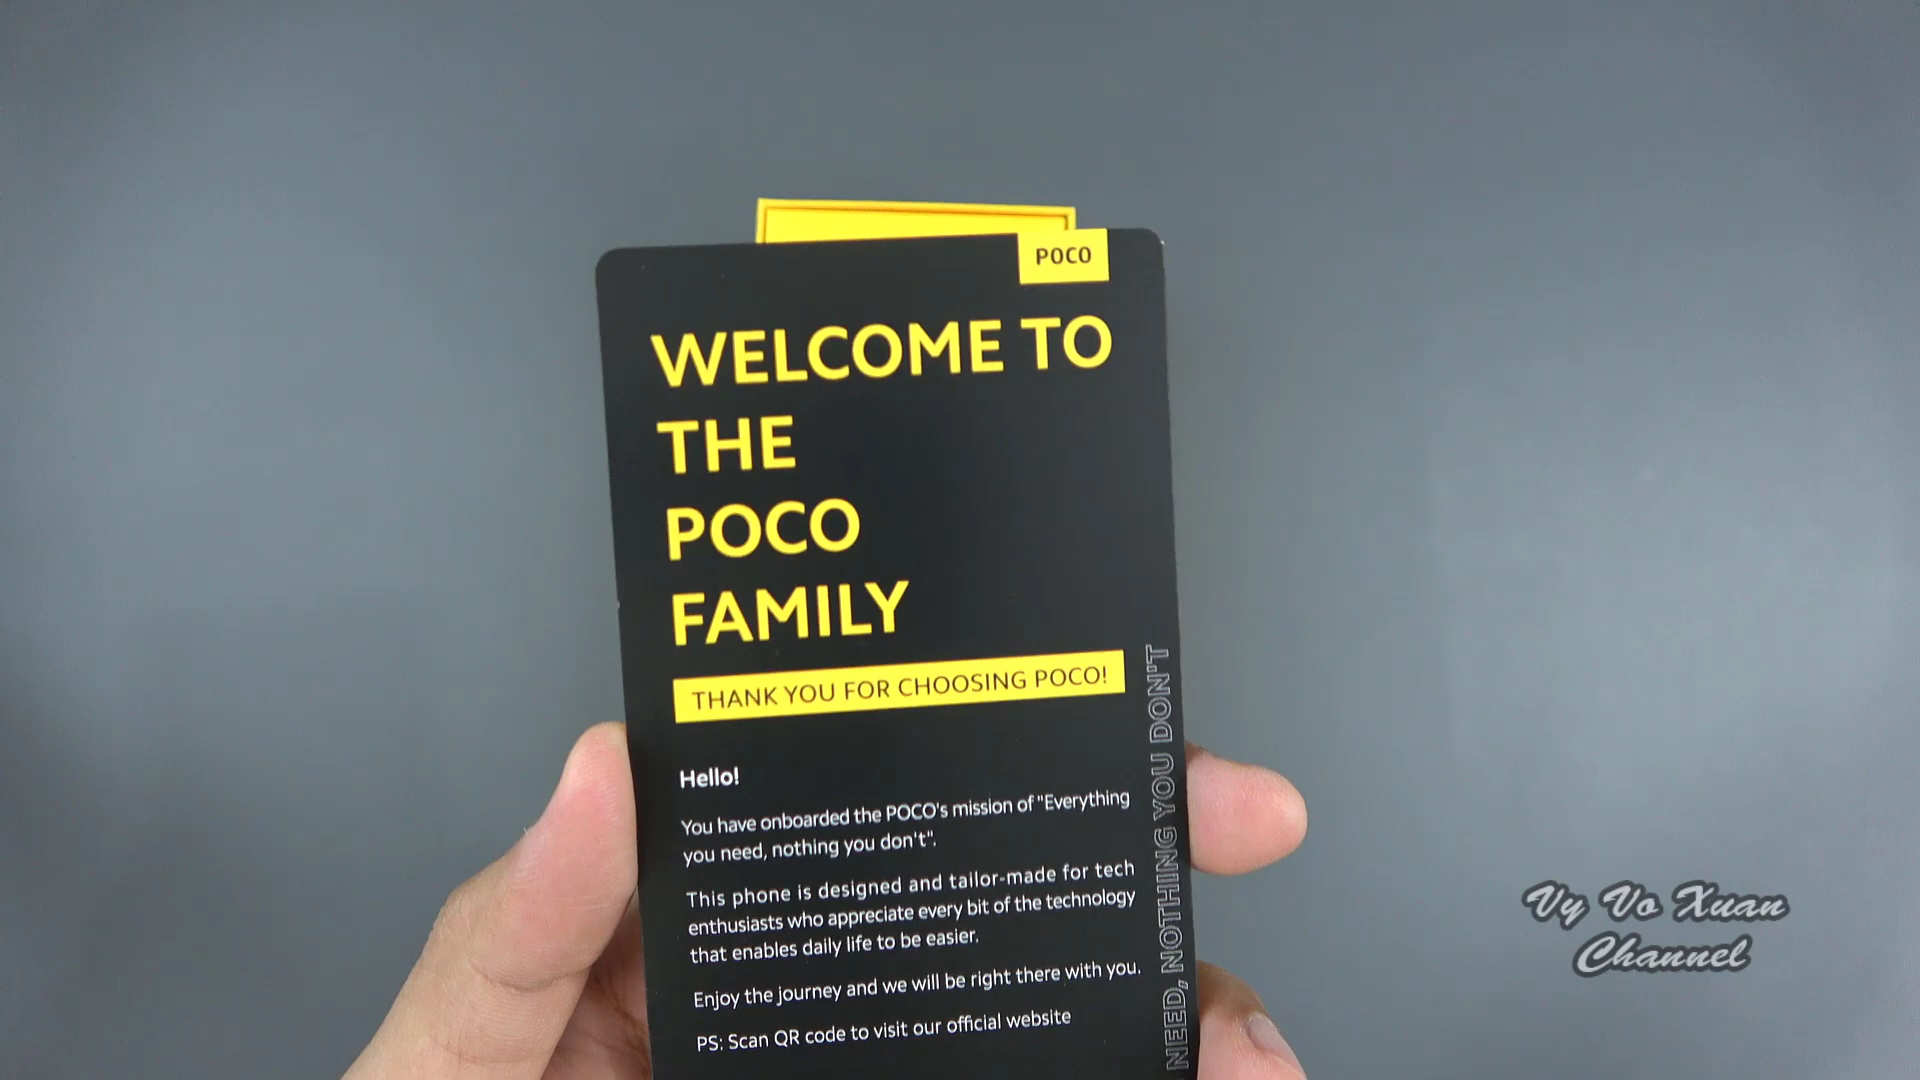 POCO
WELCOME TO
THE
POCO
FAMILY
THANK YOU FOR CHOOSING POCO!
Hello!
You have onboarded the POCO's mission of "Everything
you need, nothing you don't".
This phone is designed and tailor-made for tech
enthusiasts who appreciate every bit of the technology
that enables daily life to be easier.
Enjoy the journey and we will be right there with you.
PS: Scan QR code to visit our official website
NEED, NOTHING YOU DON'T
Vy Vo Xuan
Channel